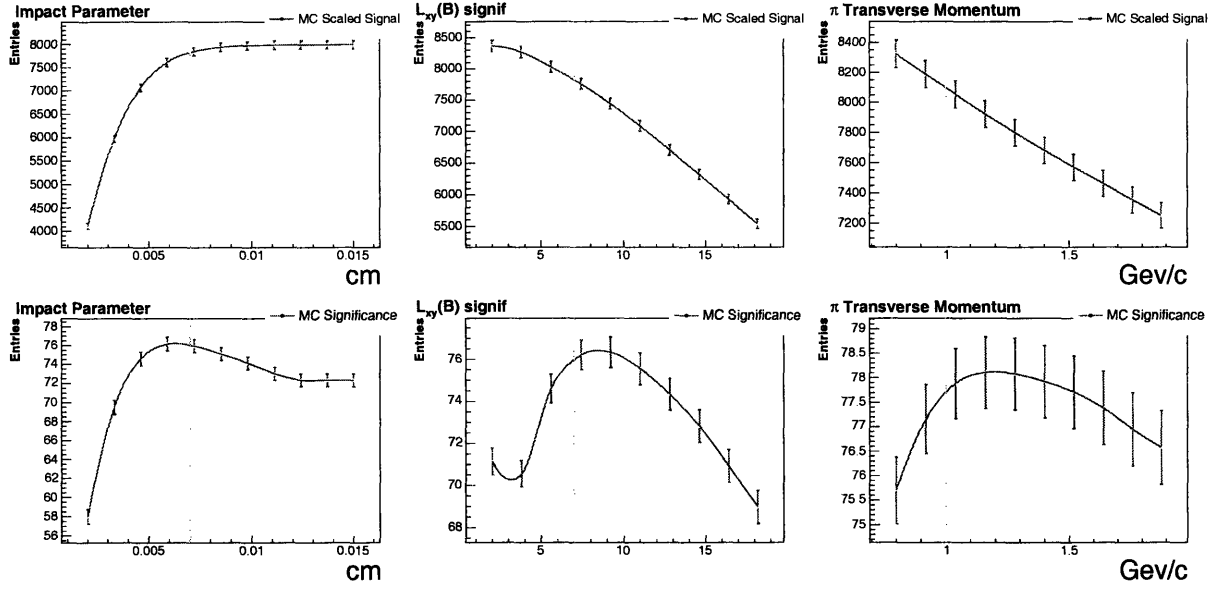 Impact Parameter
MC Scaled Signal
Entries
8000
7000
6000
5000
4000
0.005
0.01
0.015
cm
Lxy(B) signif
MC Scaled Signal
Entries
8500
8000
7500
7000
6500
6000
5500
5
10
15
π Transverse Momentum
MC Scaled Signal
Entries
8400
8200
8000
7800
7600
7400
7200
1
1.5
Gev/c
Impact Parameter
MC Significance
Entries
78
76
74
72
70
68
66
64
62
60
58
56
0.005
0.01
0.015
cm
Lxy(B) signif
MC Significance
Entries
76
74
72
70
68
5
10
15
π Transverse Momentum
MC Significance
Entries
79
78.5
78
77.5
77
76.5
76
75 5
75
1
1.5
Gev/c